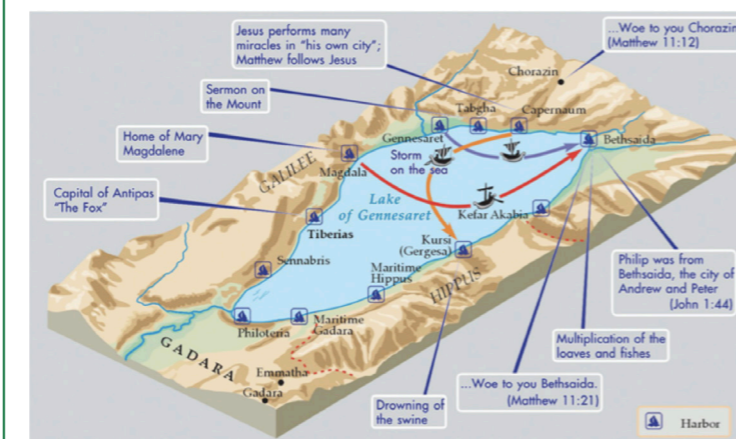 Jesus performs many
miracles in "his own city";
Matthew follows Jesus
...Woe to you Chorazin
(Matthew 11:12)
Sermon on
the Mount
Chorazin
Tabgha
Capernaum
Home of Mary
Magdalene
Gennesaret
Bethsaida
Storm
on the sea
Magdala
GALILEE
Capital of Antipas
"The Fox"
Lake
of Gennesaret
Kefar Akabia
Tiberias
Kursi
(Gergesa)
Sennabris
Maritime
Hippus
HIPPUS
Philip was from
Bethsaida, the city of
Andrew and Peter
(John 1:44)
Philoteria
Maritime
Gadara
Multiplication of the
loaves and fishes
GADARA
Emmatha
Gadara
...Woe to you Bethsaida.
(Matthew 11:21)
Drowning of
the swine
Harbor